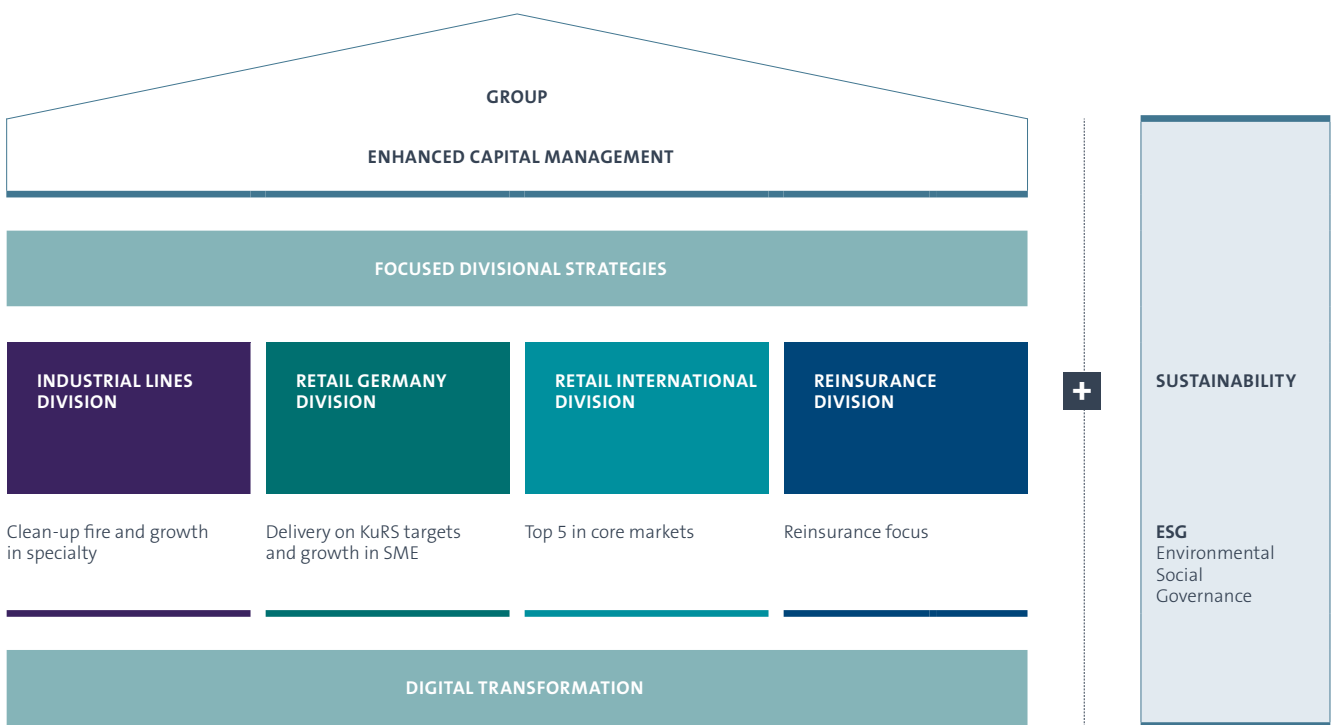 GROUP
ENHANCED CAPITAL MANAGEMENT
FOCUSED DIVISIONAL STRATEGIES
INDUSTRIAL LINES
DIVISION
Clean-up fire and growth
in specialty
RETAIL GERMANY
DIVISION
Delivery on KuRS targets
and growth in SME
RETAIL INTERNATIONAL
DIVISION
Top 5 in core markets
REINSURANCE
DIVISION
Reinsurance focus
DIGITAL TRANSFORMATION
+
SUSTAINABILITY
ESG
Environmental
Social
Governance